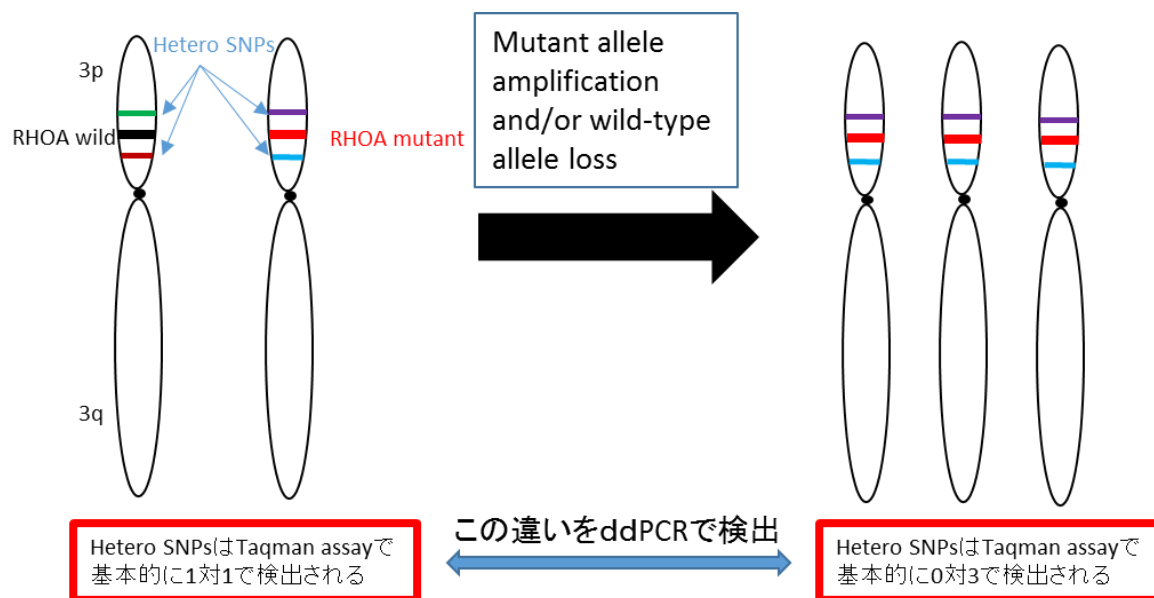 Hetero SNPs
3p
RHOA wild
RHOA mutant
3q
Mutant allele
amplification
and/or wild-type
allele loss
Hetero SNPsはTaqman assayで
基本的に1対1で検出される
この違いをddPCRで検出
Hetero SNPsはTaqman assayで
基本的に0対3で検出される